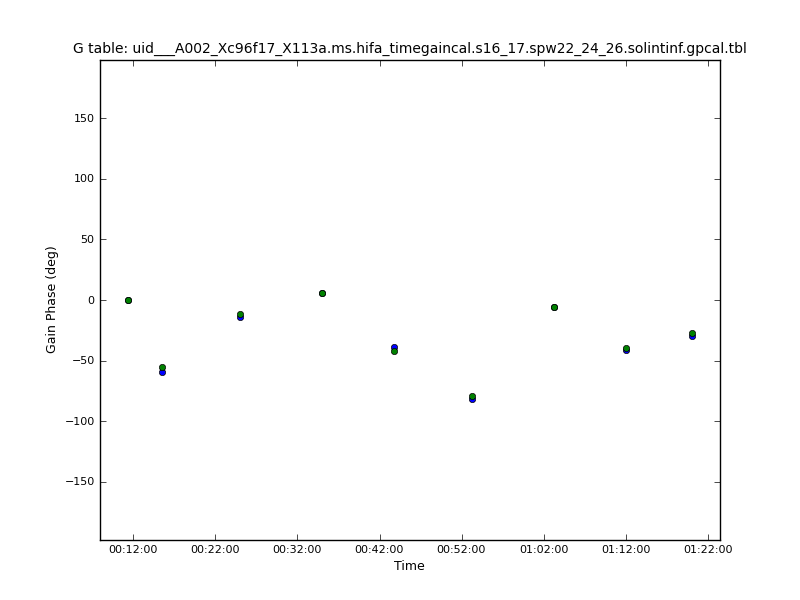 G table: uid___A002_Xc96f17_X113a.ms.hifa_timegaincal.s16_17.spw22_24_26.solintinf.gpcal.tbl
150
100
50
0
−50
−100
−150
Gain Phase (deg)
00:12:00 00:22:00 00:32:00 00:42:00 00:52:00 01:02:00 01:12:00 01:22:00
Time